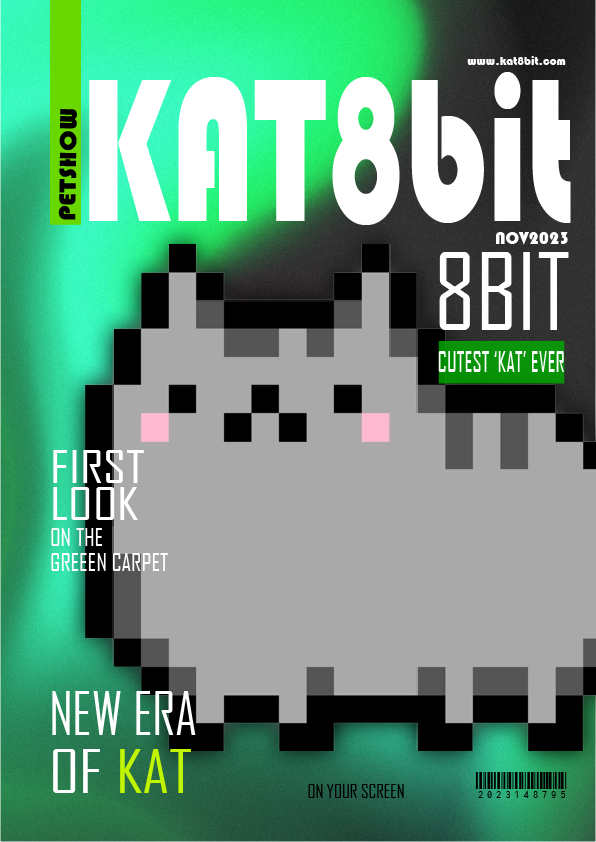 www.kat8bit.com
PETSHOW
KAT8bit
NOV2023
8BIT
CUTEST 'KAT' EVER
FIRST
LOOK
ON THE
GREEEN CARPET
NEW ERA
OF KAT
ON YOUR SCREEN
2023148795